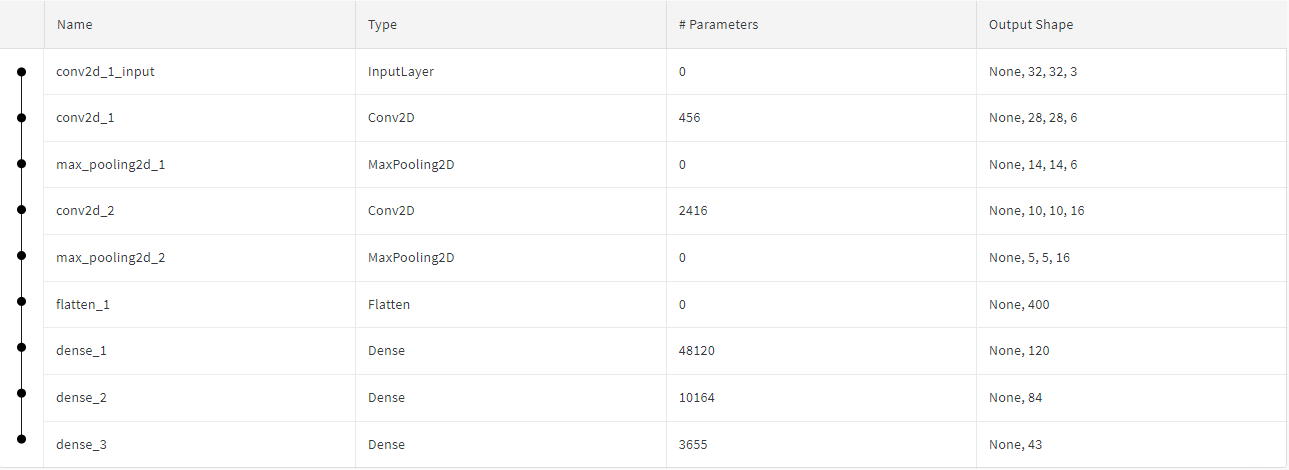 Name Type # Parameters Output Shape
conv2d_1_input InputLayer 0 None, 32, 32, 3
conv2d_1 Conv2D 456 None, 28, 28, 6
max_pooling2d_1 MaxPooling2D 0 None, 14, 14, 6
conv2d_2 Conv2D 2416 None, 10, 10, 16
max_pooling2d_2 MaxPooling2D 0 None, 5, 5, 16
flatten_1 Flatten 0 None, 400
dense_1 Dense 48120 None, 120
dense_2 Dense 10164 None, 84
dense_3 Dense 3655 None, 43